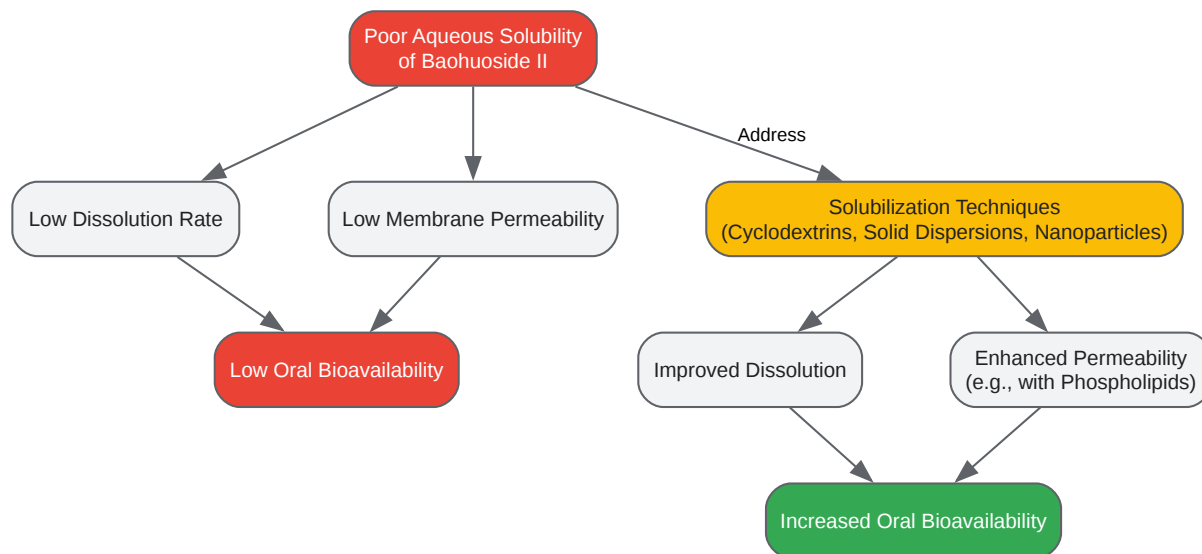 Poor Aqueous Solubility
of Baohuoside II
Address
Low Dissolution Rate
Low Membrane Permeability
Solubilization Techniques
(Cyclodextrins, Solid Dispersions, Nanoparticles)
Low Oral Bioavailability
Improved Dissolution
Enhanced Permeability
(e.g., with Phospholipids)
Increased Oral Bioavailability